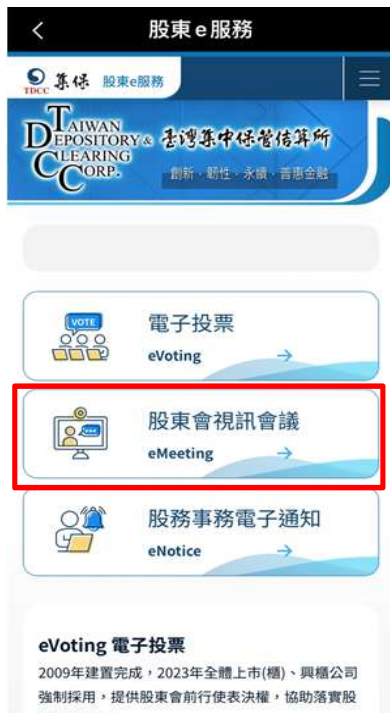 股東e服務
TDCC 集保 股東e服務
TAIWAN
DEPOSITORY &
CLEARING
CORP.
臺灣集中保管結算所
創新．韌性．永續．普惠金融
VOTE
電子投票
eVoting
股東會視訊會議
eMeeting
股務事務電子通知
eNotice
eVoting 電子投票
2009年建置完成，2023年全體上市(櫃)、興櫃公司
強制採用，提供股東會前行使表決權，協助落實股